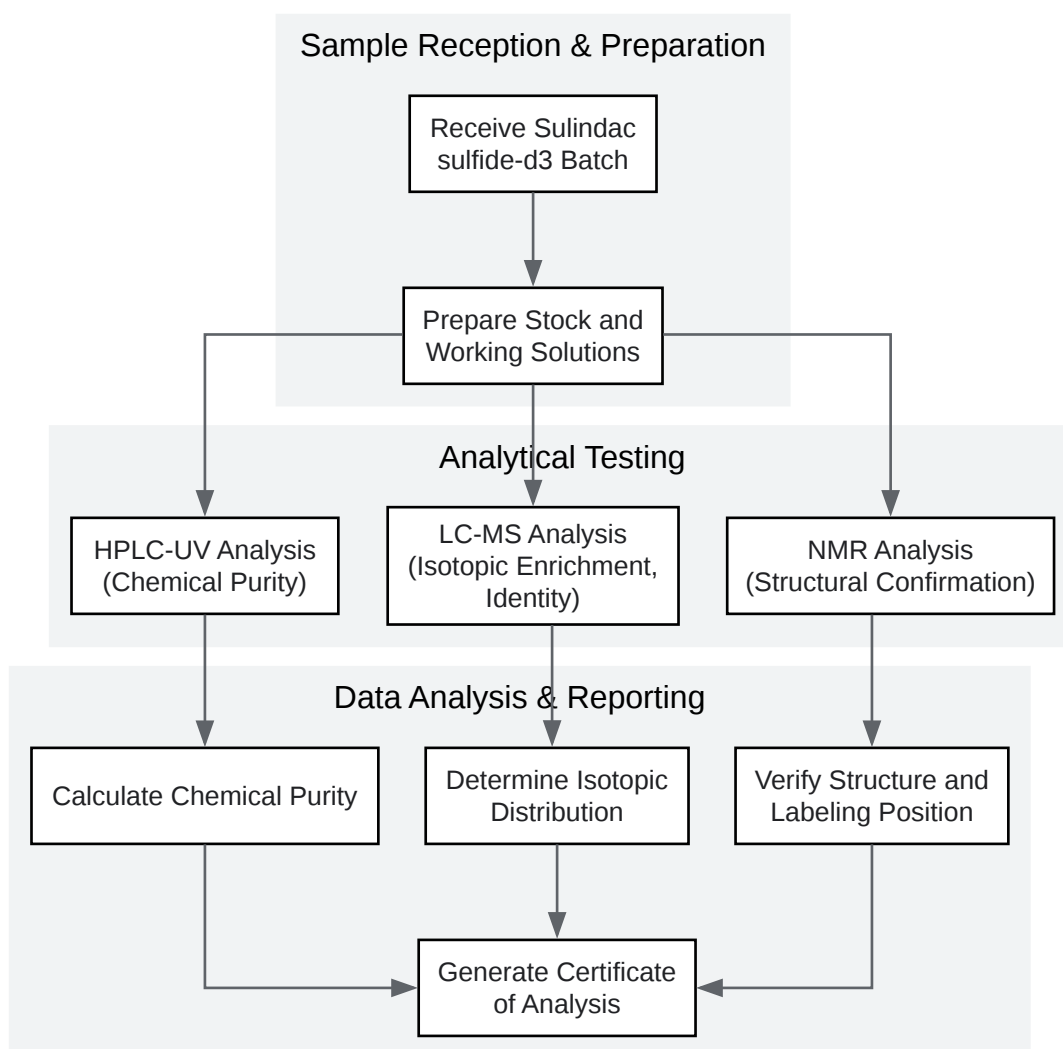 Sample Reception & Preparation
Receive Sulindac
sulfide-d3 Batch
Prepare Stock and
Working Solutions
Analytical Testing
HPLC-UV Analysis
(Chemical Purity)
LC-MS Analysis
(Isotopic Enrichment,
Identity)
NMR Analysis
(Structural Confirmation)
Data Analysis & Reporting
Calculate Chemical Purity
Determine Isotopic
Distribution
Verify Structure and
Labeling Position
Generate Certificate
of Analysis